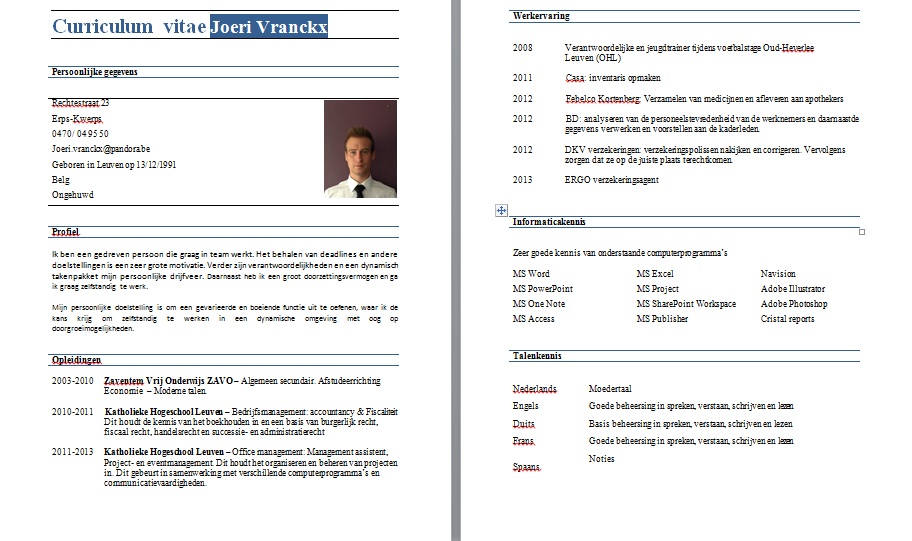 Curriculum vitae Joeri Vranckx
Persoonlijke gegevens
Rechtestraat 23
Erps-Kwerps
0470/ 049550
Joeri.vranckx@pandora.be
Geboren in Leuven op 13/12/1991
Belg
Ongehuwd
Profiel
Ik ben een gedreven persoon die graag in team werkt. Het behalen van deadlines en andere
doelstellingen is een zeer grote motivatie. Verder zijn verantwoordelijkheden en een dynamisch
takenpakket mijn persoonlijke drijfveer. Daarnaast heb ik een groot doorzettingsvermogen en ga
ik graag zelfstandig te werk.
Mijn persoonlijke doelstelling is om een gevarieerde en boeiende functie uit te oefenen, waar ik de
kans krijg om zelfstandig te werken in een dynamische omgeving met oog op
doorgroeimogelijkheden.
Opleidingen
2003-2010 Zaventem Vrij Onderwijs ZAVO – Algemeen secundair. Afstudeerrichting
Economie – Moderne talen.
2010-2011 Katholieke Hogeschool Leuven – Bedrijfsmanagement: accountancy & Fiscaliteit
Dit houdt de kennis van het boekhouden in en een basis van burgerlijk recht,
fiscaal recht, handelsrecht en successie- en administratierecht
2011-2013 Katholieke Hogeschool Leuven – Office management: Management assistent,
Project- en eventmanagement. Dit houdt het organiseren en beheren van projecten
in. Dit gebeurt in samenwerking met verschillende computerprogramma's en
communicatievaardigheden.
Werkervaring
2008 Verantwoordelijke en jeugdtrainer tijdens voetbalstage Oud-Heverlee
Leuven (OHL)
2011 Casa: inventaris opmaken
2012 Febelco Kortenberg: Verzamelen van medicijnen en afleveren aan apothekers
2012 BD: analyseren van de personeelstevredenheid van de werknemers en daarnaast de
gegevens verwerken en voorstellen aan de kaderleden.
2012 DKV verzekeringen: verzekeringspolissen nakijken en corrigeren. Vervolgens
zorgen dat ze op de juiste plaats terechtkomen.
2013 ERGO verzekeringsagent
Informaticakennis
Zeer goede kennis van onderstaande computerprogramma's
MS Word MS Excel Navision
MS PowerPoint MS Project Adobe Illustrator
MS One Note MS SharePoint Workspace Adobe Photoshop
MS Access MS Publisher Cristal reports
Talenkennis
Nederlands Moedertaal
Engels Goede beheersing in spreken, verstaan, schrijven en lezen
Duits Basis beheersing in spreken, verstaan, schrijven en lezen
Frans Goede beheersing in spreken, verstaan, schrijven en lezen
Spaans Noties